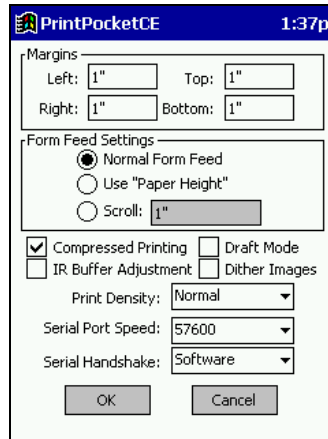 PrintPocketCE 1:37p
Margins
Left: 1" Top: 1"
Right: 1" Bottom: 1"
Form Feed Settings
Normal Form Feed
Use "Paper Height"
Scroll: 1"
Compressed Printing Draft Mode
IR Buffer Adjustment Dither Images
Print Density: Normal
Serial Port Speed: 57600
Serial Handshake: Software
OK Cancel